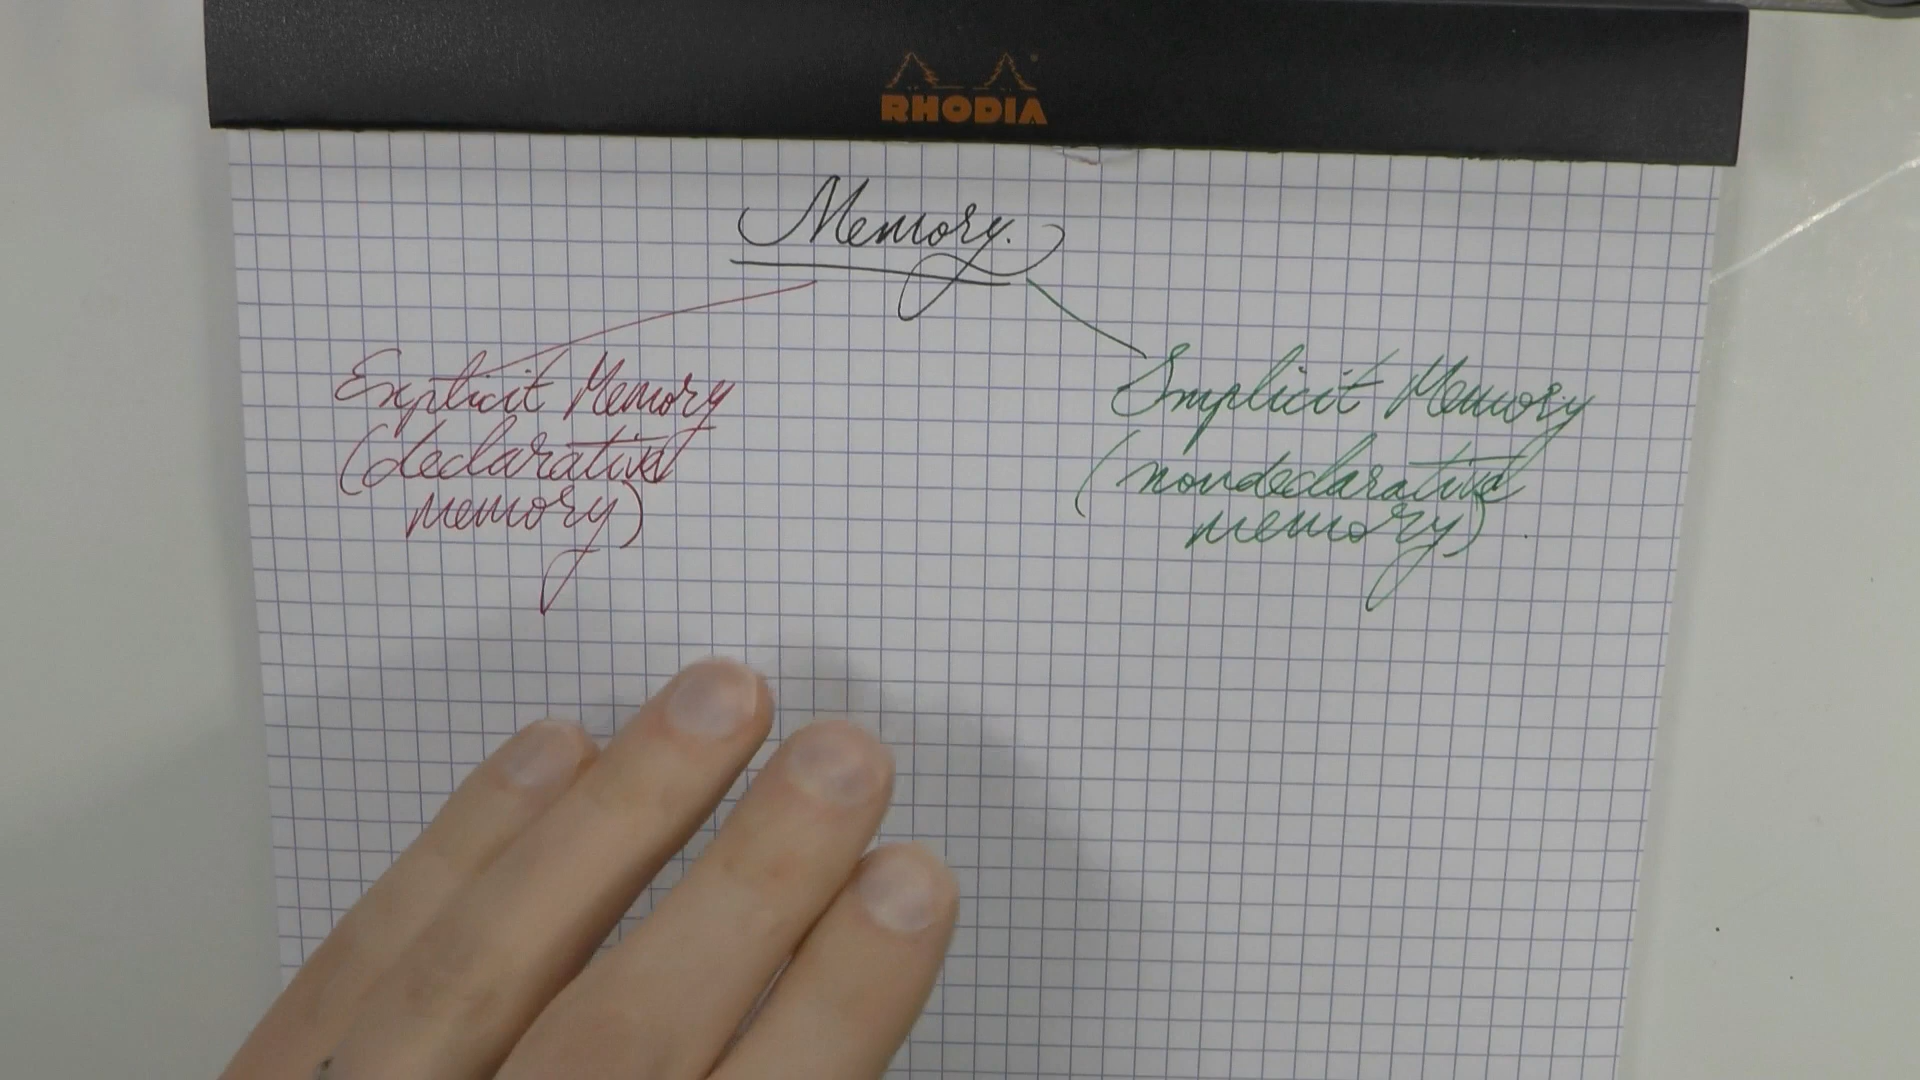 RHODIA
Memory.
Explicit Memory
(declarative
memory)
Implicit Memory
(nondeclarative
memory)